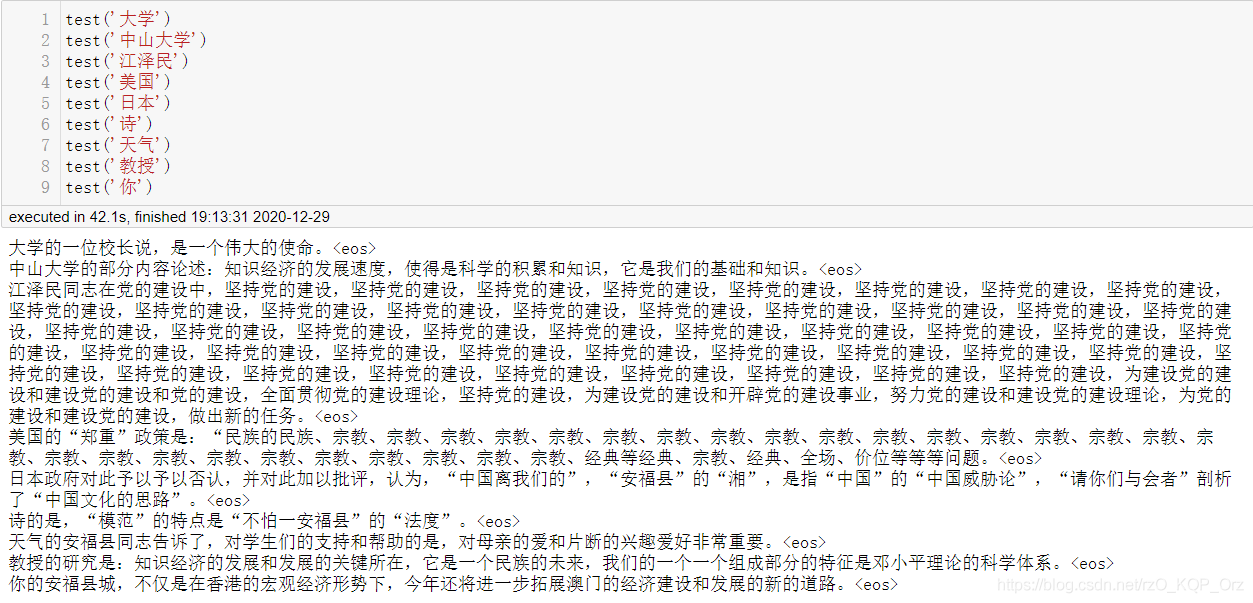 1 test('大学')
2 test('中山大学')
3 test('江泽民')
4 test('美国')
5 test('日本')
6 test('诗')
7 test('天气')
8 test('教授')
9 test('你')
executed in 42.1s, finished 19:13:31 2020-12-29
大学的一位校长说，是一个伟大的使命。<eos>
中山大学的部分内容论述：知识经济的发展速度，使得是科学的积累和知识，它是我们的基础和知识。<eos>
江泽民同志在党的建设中，坚持党的建设，坚持党的建设，坚持党的建设，坚持党的建设，坚持党的建设，坚持党的建设，坚持党的建设，坚持党的建设，
坚持党的建设，坚持党的建设，坚持党的建设，坚持党的建设，坚持党的建设，坚持党的建设，坚持党的建设，坚持党的建设，坚持党的建设，坚持党的建
设，坚持党的建设，坚持党的建设，坚持党的建设，坚持党的建设，坚持党的建设，坚持党的建设，坚持党的建设，坚持党的建设，坚持党的建设，坚持党
的建设，坚持党的建设，坚持党的建设，坚持党的建设，坚持党的建设，坚持党的建设，坚持党的建设，坚持党的建设，坚持党的建设，坚持党的建设，坚
持党的建设，坚持党的建设，坚持党的建设，坚持党的建设，坚持党的建设，坚持党的建设，坚持党的建设，坚持党的建设，坚持党的建设，为建设党的建
设和建设党的建设和党的建设，全面贯彻党的建设理论，坚持党的建设，为建设党的建设和开辟党的建设事业，努力党的建设和建设党的建设理论，为党的
建设和建设党的建设，做出新的任务。<eos>
美国的“郑重”政策是：“民族的民族、宗教、宗教、宗教、宗教、宗教、宗教、宗教、宗教、宗教、宗教、宗教、宗教、宗教、宗教、宗教、宗教、宗
教、宗教、宗教、宗教、宗教、宗教、宗教、宗教、宗教、宗教、宗教、经典等经典、宗教、经典、全场、价位等等等问题。<eos>
日本政府对此予以予以否认，并对此加以批评，认为，“中国离我们的”，“安福县”的“湘”，是指“中国”的“中国威胁论”，“请你们与会者”剖析
了“中国文化的思路”。<eos>
诗的是，“模范”的特点是“不怕一安福县”的“法度”。<eos>
天气的安福县同志告诉了，对学生们的支持和帮助的是，对母亲的爱和片断的兴趣爱好非常重要。<eos>
教授的研究是：知识经济的发展和发展的关键所在，它是一个民族的未来，我们的一个一个组成部分的特征是邓小平理论的科学体系。<eos>
你的安福县城，不仅是在香港的宏观经济形势下，今年还将进一步拓展澳门的经济建设和发展的新的道路。<eos>
https://blog.csdn.net/rzO_KQP_Orz